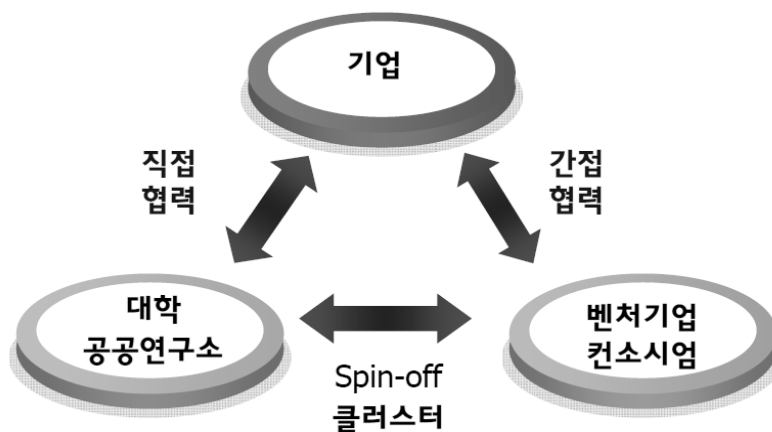 기업
직접
협력
간접
협력
대학
공공연구소
벤처기업
컨소시엄
Spin-off
클러스터